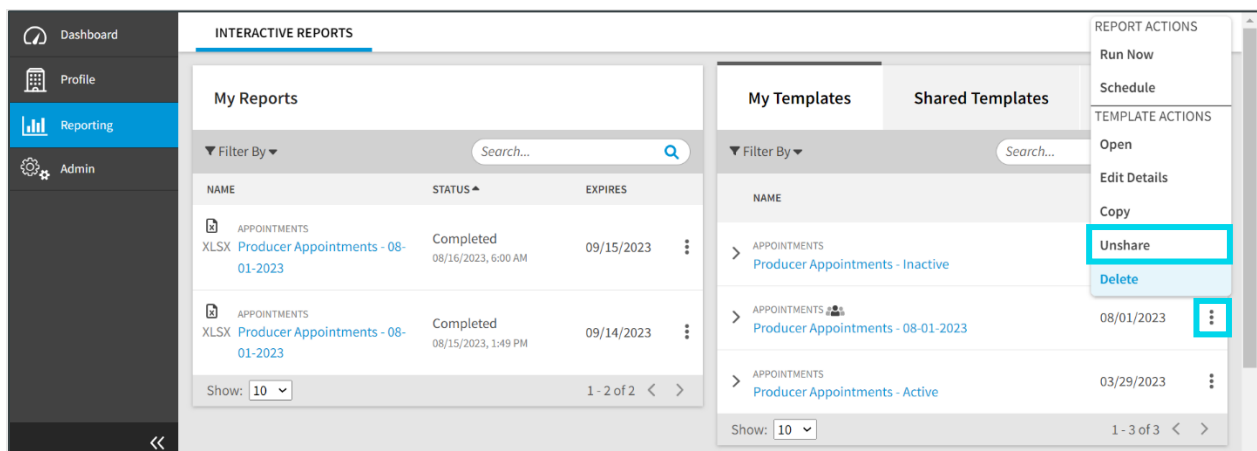 Dashboard
Profile
Reporting
Admin
INTERACTIVE REPORTS
My Reports
Filter By
Search...
NAME STATUS EXPIRES
APPOINTMENTS
XLSX Producer Appointments - 08-
01-2023
Completed
08/16/2023, 6:00 AM
09/15/2023
APPOINTMENTS
XLSX Producer Appointments - 08-
01-2023
Completed
08/15/2023, 1:49 PM
09/14/2023
Show: 10
1 - 2 of 2
My Templates Shared Templates
Filter By
Search...
NAME
APPOINTMENTS
Producer Appointments - Inactive
APPOINTMENTS
Producer Appointments - 08-01-2023
08/01/2023
APPOINTMENTS
Producer Appointments - Active
03/29/2023
Show: 10
1 - 3 of 3
REPORT ACTIONS
Run Now
Schedule
TEMPLATE ACTIONS
Open
Edit Details
Copy
Unshare
Delete